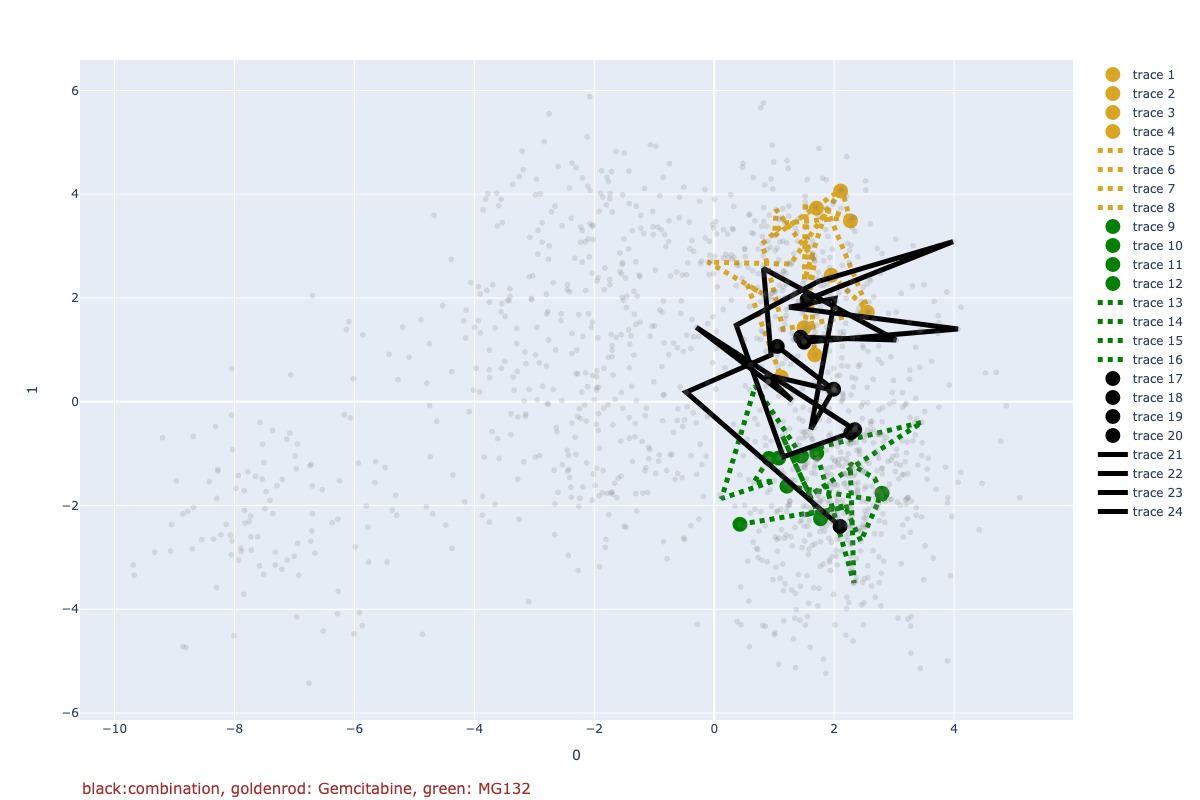 6
4
2
0
−2
−4
−6
−10
−8
−6
−4
−2
0
2
4
0
1
trace 1
trace 2
trace 3
trace 4
trace 5
trace 6
trace 7
trace 8
trace 9
trace 10
trace 11
trace 12
trace 13
trace 14
trace 15
trace 16
trace 17
trace 18
trace 19
trace 20
trace 21
trace 22
trace 23
trace 24
black:combination, goldenrod: Gemcitabine, green: MG132